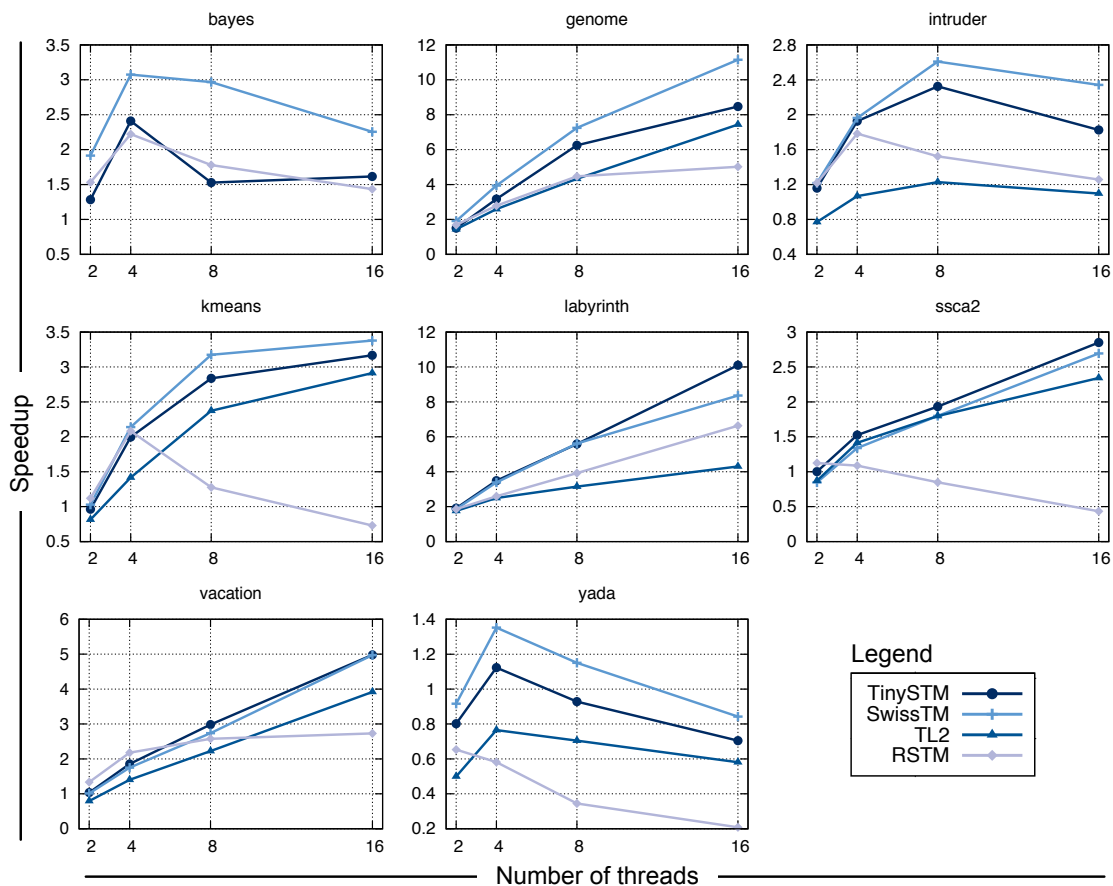 bayes
genome
intruder
3.5
3
2.5
2
1.5
1
0.5
2 4 8 16
12
10
8
6
4
2
0
2 4 8 16
2.8
2.4
2
1.6
1.2
0.8
0.4
2 4 8 16
kmeans
labyrinth
ssca2
3.5
3
2.5
2
1.5
1
0.5
2 4 8 16
12
10
8
6
4
2
0
2 4 8 16
3
2.5
2
1.5
1
0.5
0
2 4 8 16
Speedup
vacation
yada
6
5
4
3
2
1
0
2 4 8 16
1.4
1.2
1
0.8
0.6
0.4
0.2
2 4 8 16
Legend
TinySTM
SwissTM
TL2
RSTM
Number of threads